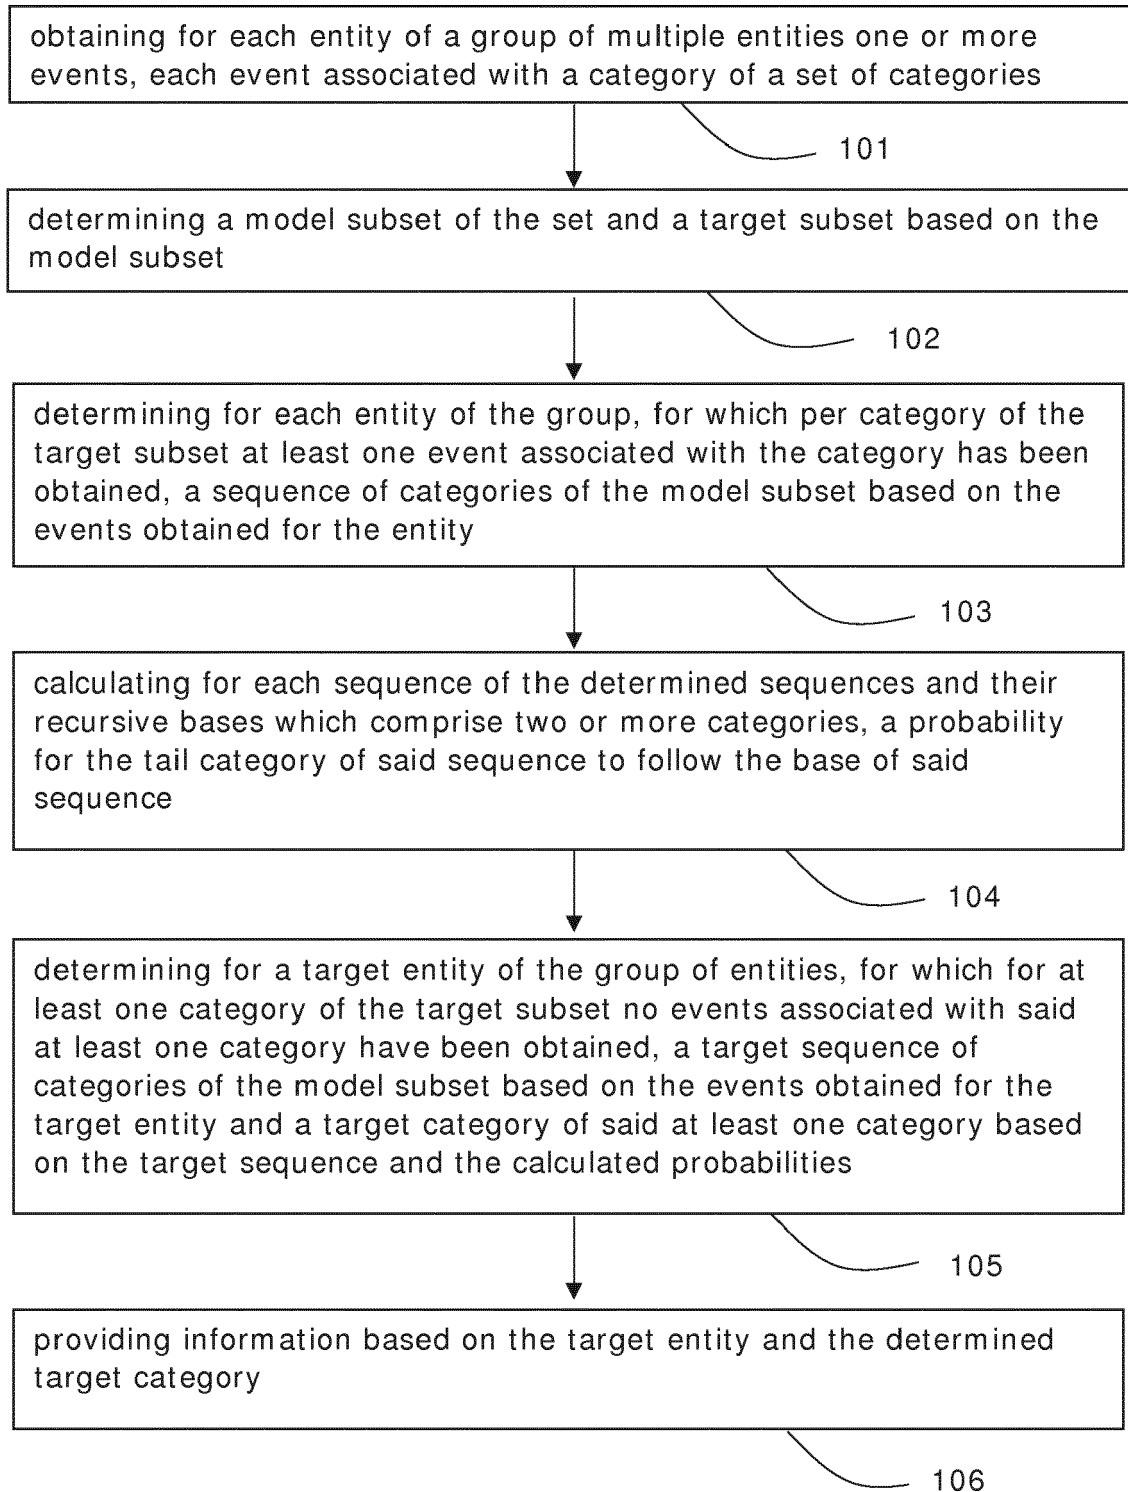 obtaining for each entity of a group of multiple entities one or more
events, each event associated with a category of a set of categories
101
determining a model subset of the set and a target subset based on the
model subset
102
determining for each entity of the group, for which per category of the
target subset at least one event associated with the category has been
obtained, a sequence of categories of the model subset based on the
events obtained for the entity
103
calculating for each sequence of the determined sequences and their
recursive bases which comprise two or more categories, a probability
for the tail category of said sequence to follow the base of said
sequence
104
determining for a target entity of the group of entities, for which for at
least one category of the target subset no events associated with said
at least one category have been obtained, a target sequence of
categories of the model subset based on the events obtained for the
target entity and a target category of said at least one category based
on the target sequence and the calculated probabilities
105
providing information based on the target entity and the determined
target category
106